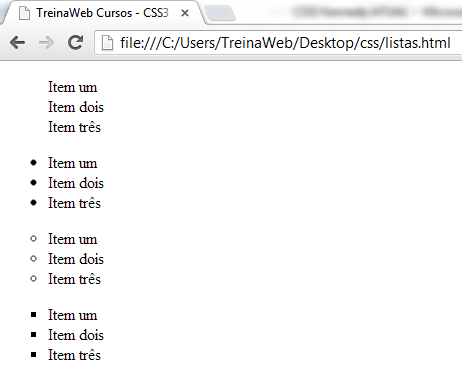 TreinaWeb Cursos - CSS3
file:///C:/Users/TreinaWeb/Desktop/css/listas.html
Item um
Item dois
Item três
Item um
Item dois
Item três
Item um
Item dois
Item três
Item um
Item dois
Item três